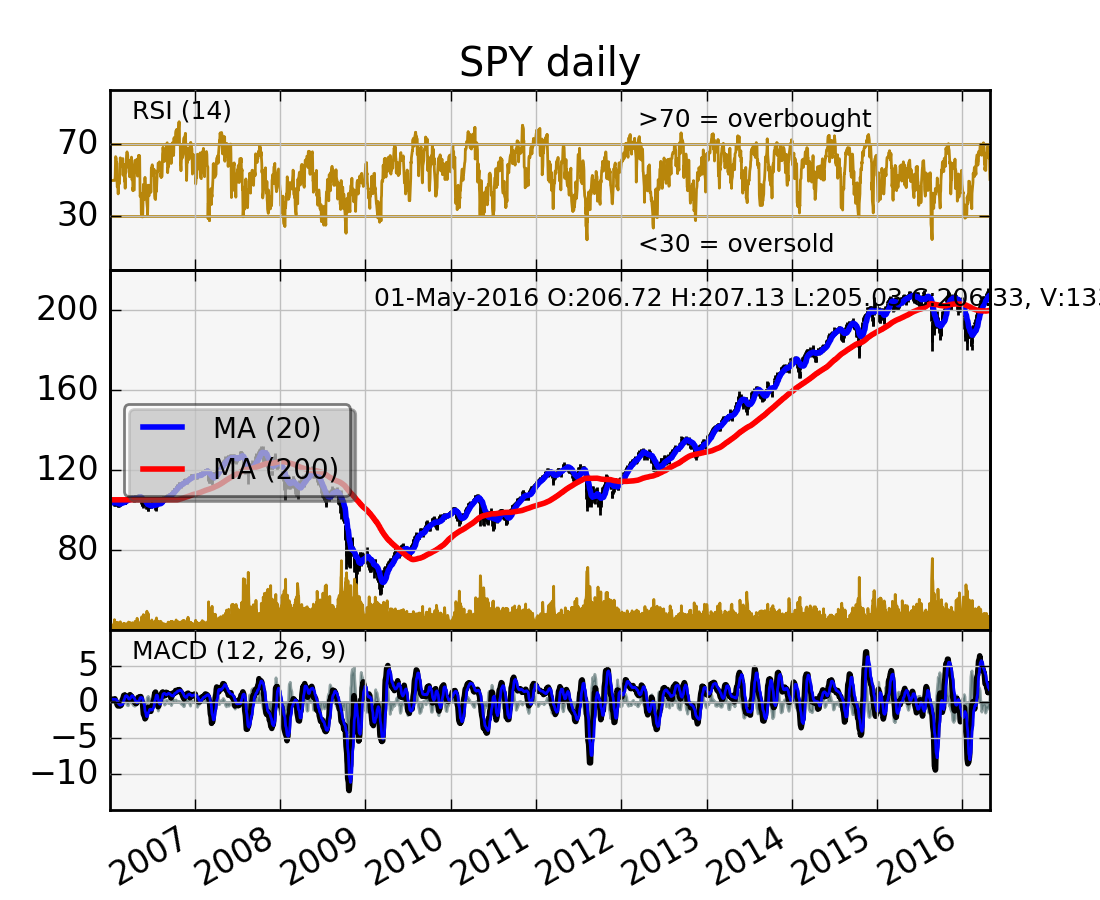 SPY daily
RSI (14)
>70 = overbought
70
30
<30 = oversold
01-May-2016 O:206.72 H:207.13 L:205.03 C:206.33, V:13
200
160
120
80
MA (20)
MA (200)
MACD (12, 26, 9)
5
0
−5
−10
2007 2008 2009 2010 2011 2012 2013 2014 2015 2016